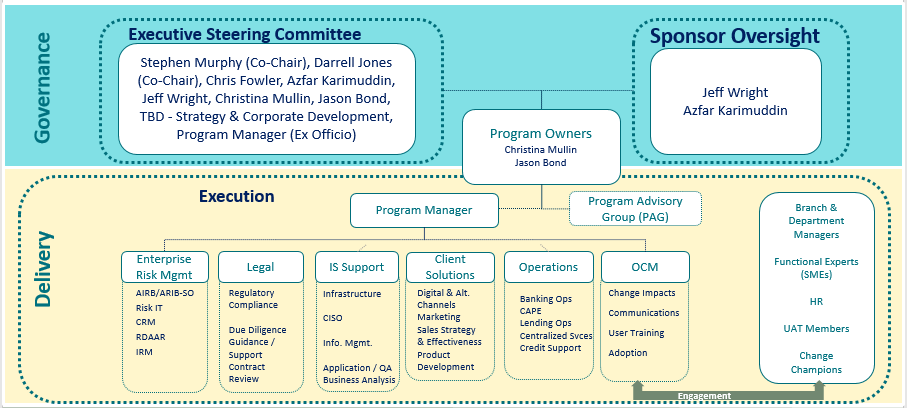 Governance
Executive Steering Committee
Stephen Murphy (Co-Chair), Darrell Jones
(Co-Chair), Chris Fowler, Azfar Karimuddin,
Jeff Wright, Christina Mullin, Jason Bond,
TBD - Strategy & Corporate Development,
Program Manager (Ex Officio)
Sponsor Oversight
Jeff Wright
Azfar Karimuddin
Program Owners
Christina Mullin
Jason Bond
Delivery
Execution
Program Manager
Program Advisory
Group (PAG)
Enterprise
Risk Mgmt
AIRB/ARIB-SO
Risk IT
CRM
RDAAR
IRM
Legal
Regulatory
Compliance
Due Diligence
Guidance /
Support
Contract
Review
IS Support
Infrastructure
CISO
Info. Mgmt.
Application / QA
Business Analysis
Client
Solutions
Digital & Alt.
Channels
Marketing
Sales Strategy
& Effectiveness
Product
Development
Operations
Banking Ops
CAPE
Lending Ops
Centralized Svces
Credit Support
OCM
Change Impacts
Communications
User Training
Adoption
Branch &
Department
Managers
Functional Experts
(SMEs)
HR
UAT Members
Change
Champions
Engagement